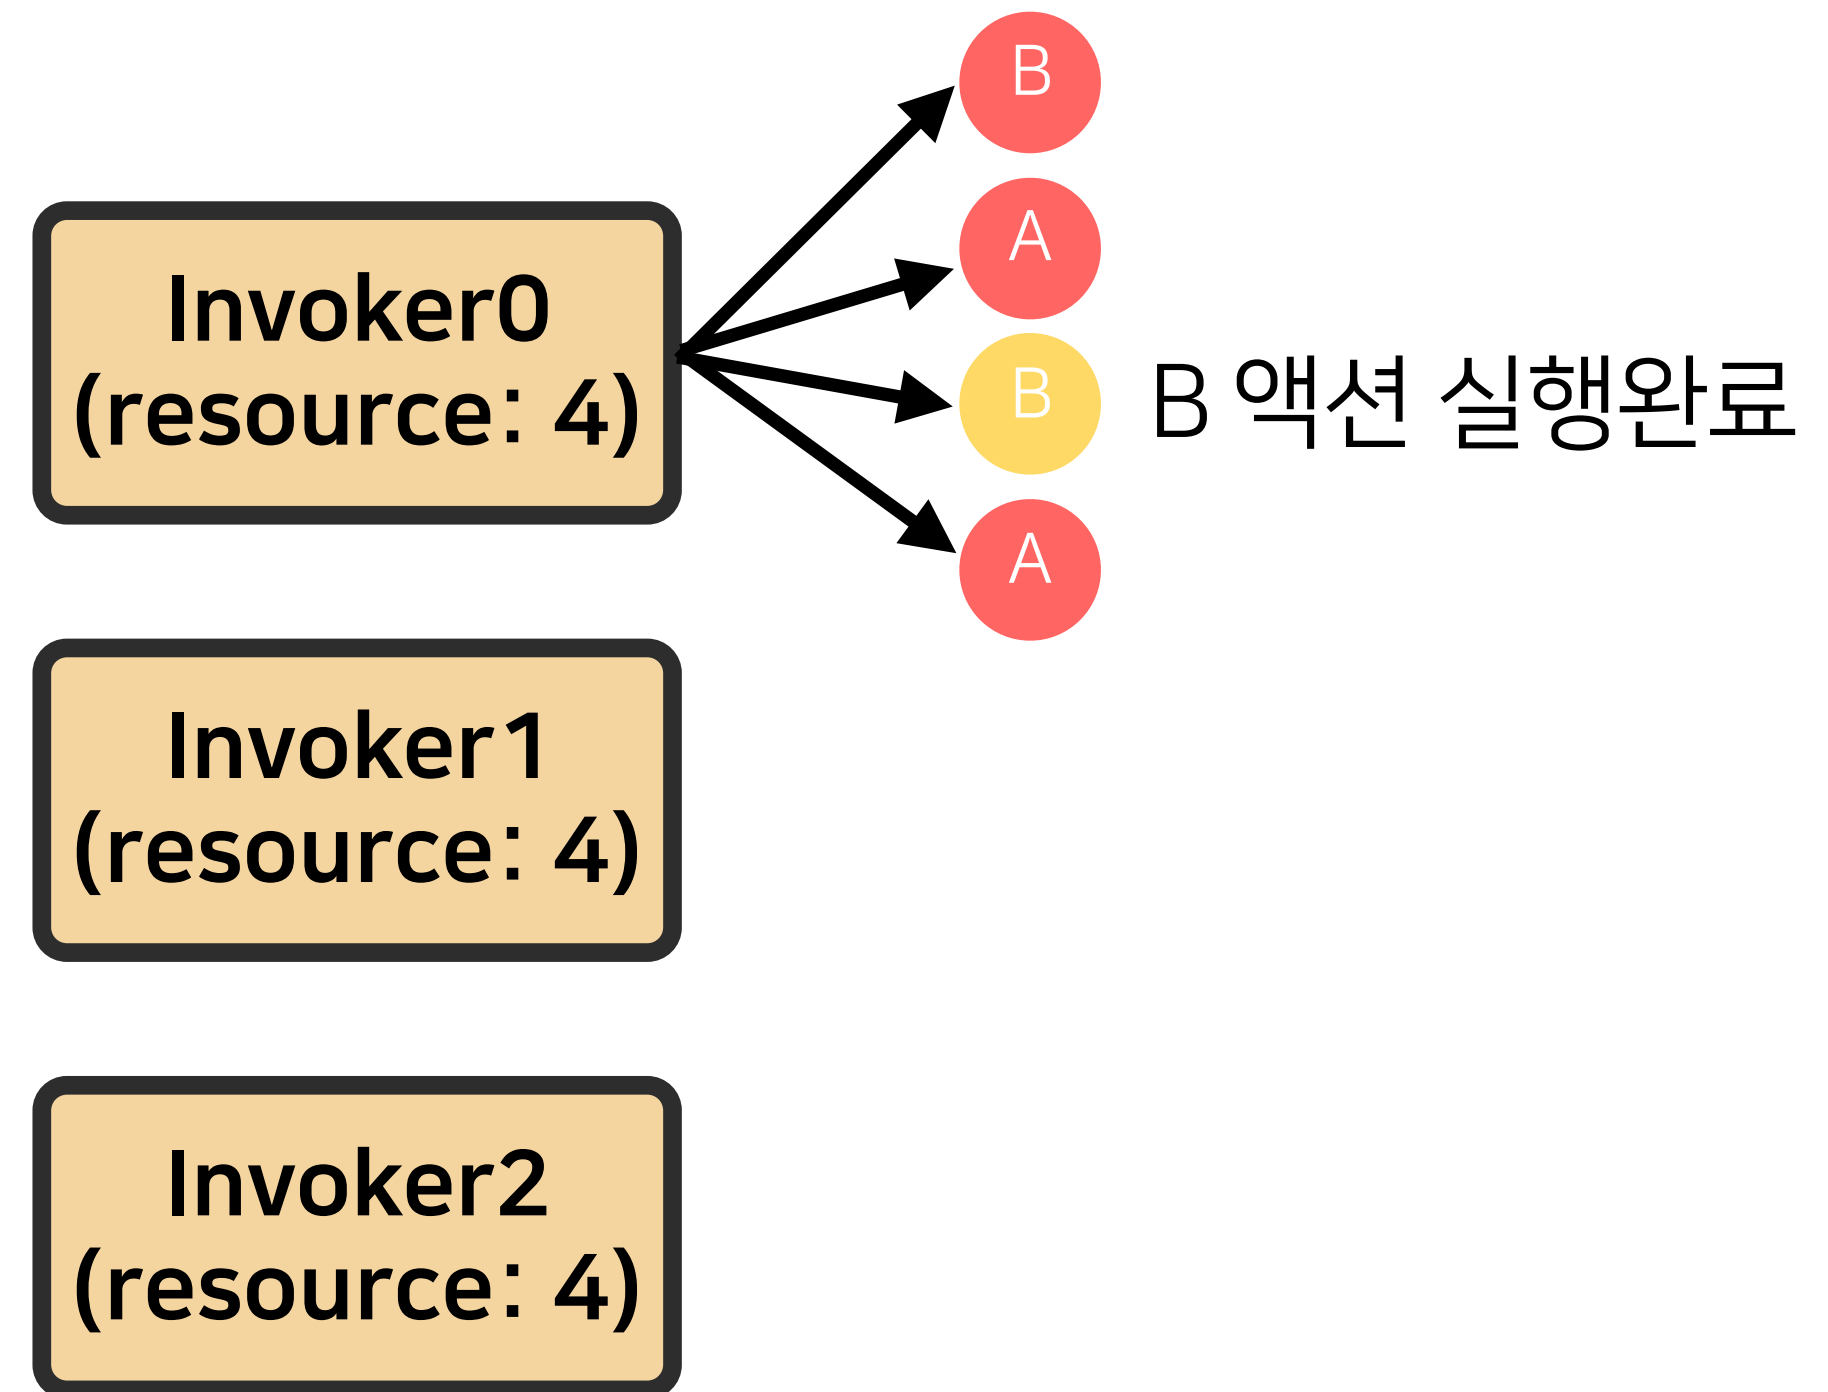 B
A
Invoker0
(resource: 4)
B
B 액션 실행완료
A
Invoker1
(resource: 4)
Invoker2
(resource: 4)